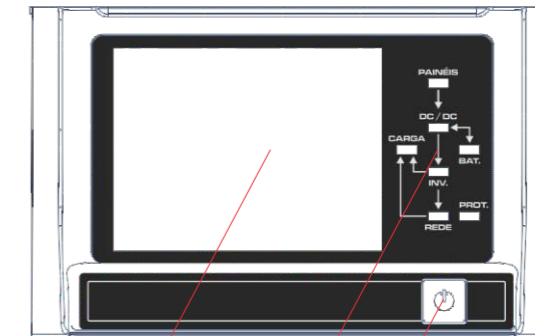 PAINÉIS
DC / DC
CARGA
BAT.
INV.
PROT.
REDE